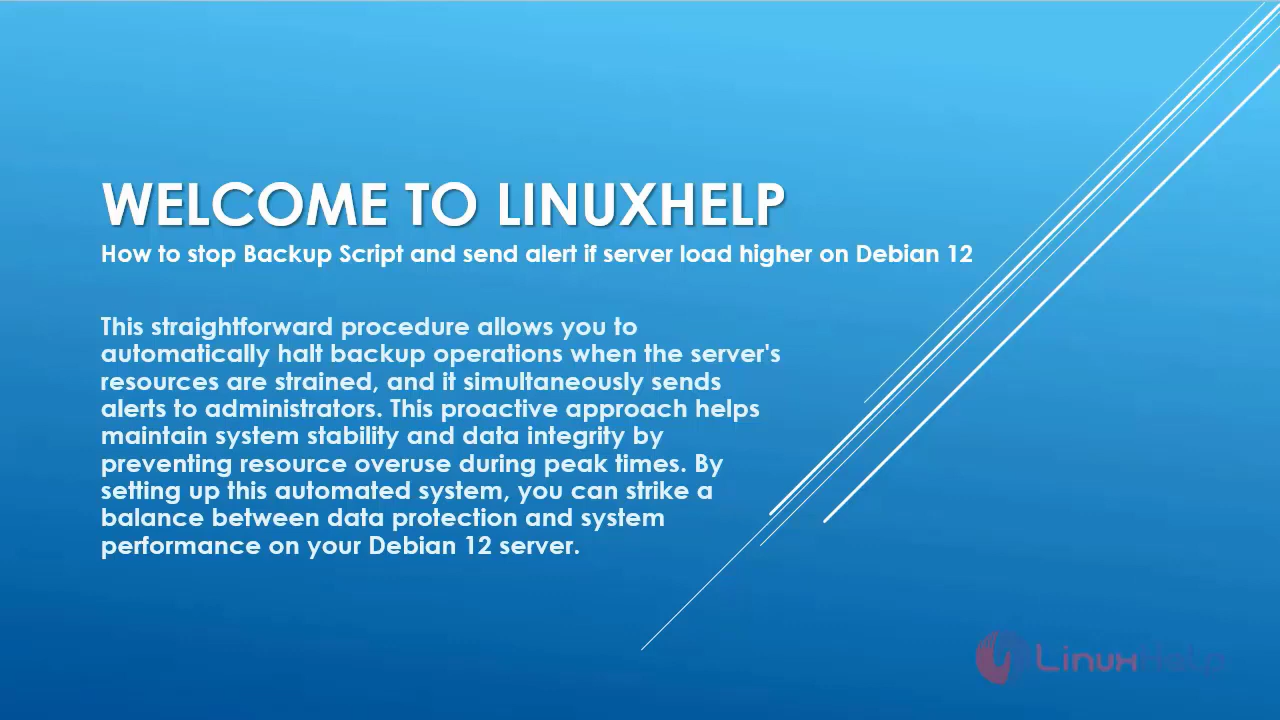 WELCOME TO LINUXHELP
How to stop Backup Script and send alert if server load higher on Debian 12
This straightforward procedure allows you to
automatically halt backup operations when the server's
resources are strained, and it simultaneously sends
alerts to administrators. This proactive approach helps
maintain system stability and data integrity by
preventing resource overuse during peak times. By
setting up this automated system, you can strike a
balance between data protection and system
performance on your Debian 12 server.
LinuxHelp